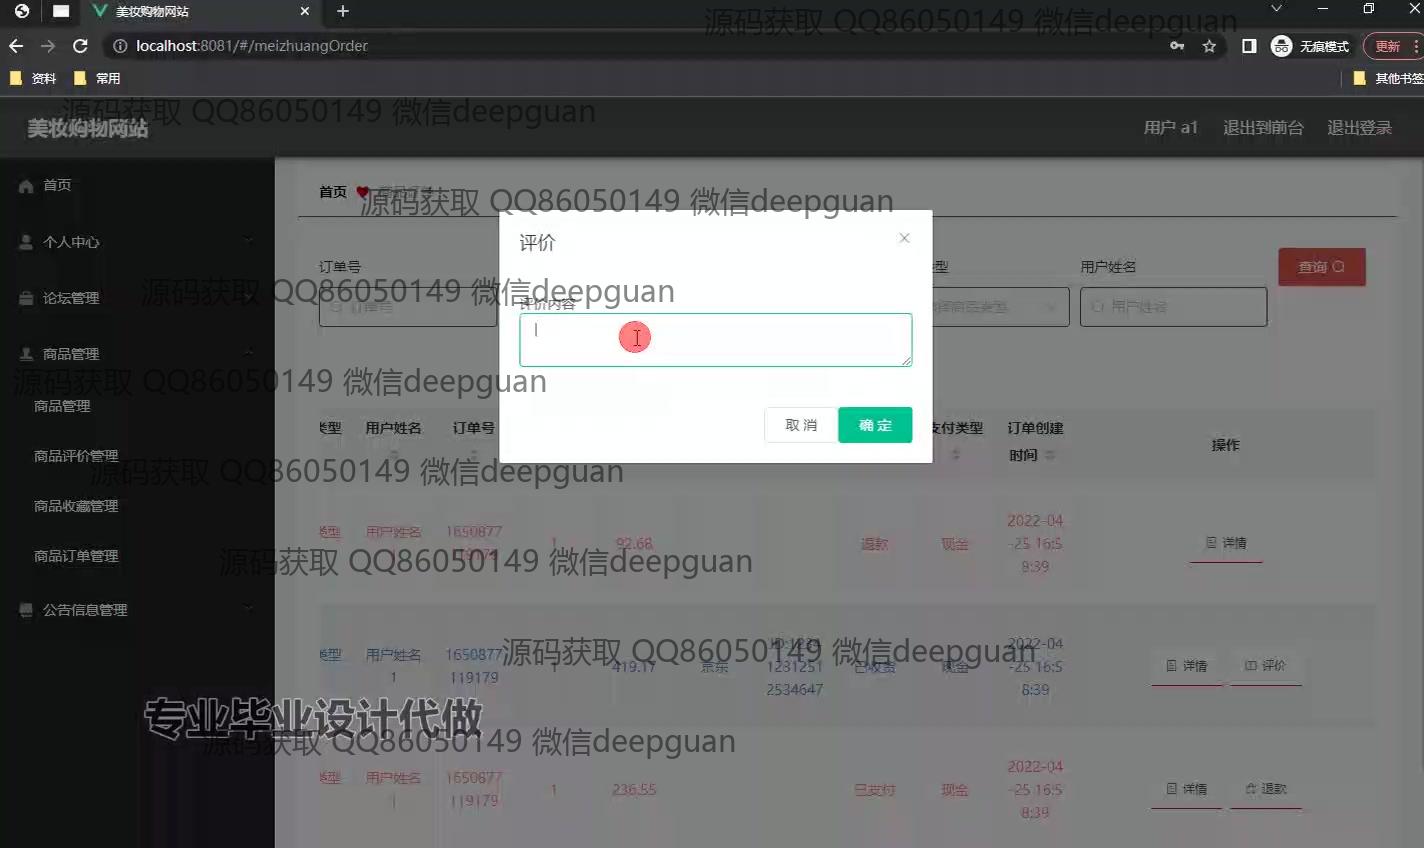 美妆购物网站
源码获取 QQ86050149 微信deepguan
localhost:8081/#/meizhuangOrder
无痕模式
更新
资料
常用
其他书签
源码获取 QQ86050149 微信deepguan
美妆购物网站
用户 a1
退出到前台
退出登录
首页
个人中心
论坛管理
商品管理
商品管理
商品评价管理
商品收藏管理
商品订单管理
公告信息管理
首页
源码获取 QQ86050149 微信deepguan
评价
订单号
型
用户姓名
查询
源码获取 QQ86050149 微信deepguan
评价内容
订单号
用户姓名
源码获取 QQ86050149 微信deepguan
取 消
确 定
类型 用户姓名 订单号 支付类型 订单创建时间 操作
源码获取 QQ86050149 微信deepguan
类型 用户姓名1 1650877119179 1 92.68 退款 现金 2022-04-25 16:58:39 详情
源码获取 QQ86050149 微信deepguan
类型 用户姓名1 1650877119179 1 419.17 京东 1231251 2534647 已收货 现金 2022-04-25 16:58:39 详情 评价
源码获取 QQ86050149 微信deepguan
专业毕业设计代做
源码获取 QQ86050149 微信deepguan
类型 用户姓名1 1650877119179 1 236.55 已支付 现金 2022-04-25 16:58:39 详情 退款